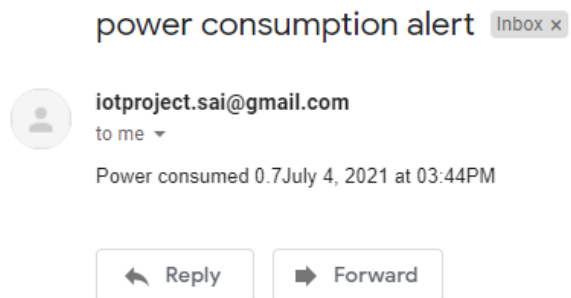 power consumption alert Inbox x
iotproject.sai@gmail.com
to me
Power consumed 0.7July 4, 2021 at 03:44PM
Reply Forward